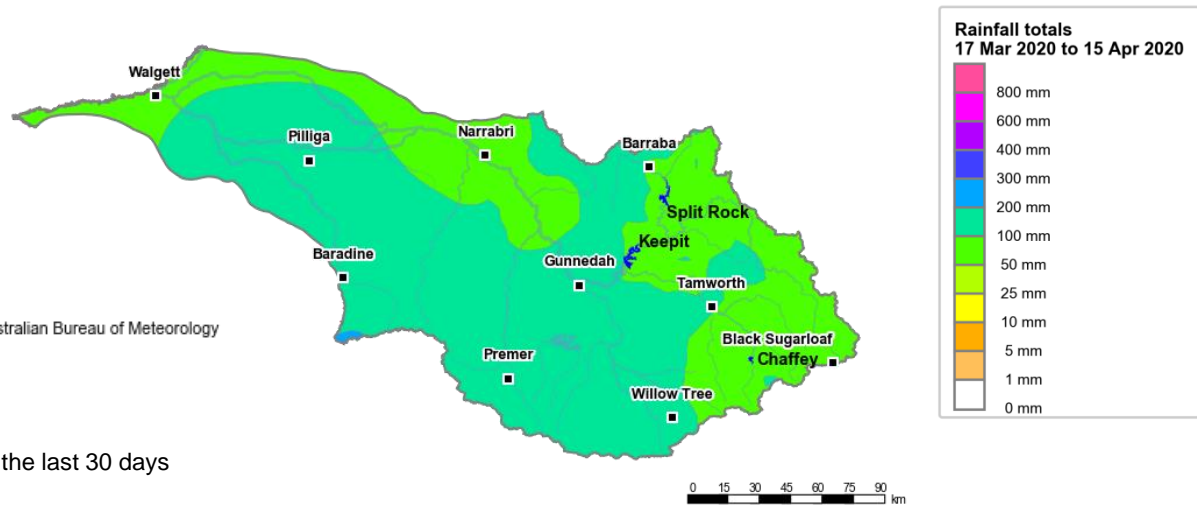 Rainfall totals
17 Mar 2020 to 15 Apr 2020
800 mm
600 mm
400 mm
300 mm
200 mm
100 mm
50 mm
25 mm
10 mm
5 mm
1 mm
0 mm
Walgett
Pilliga
Narrabri
Barraba
Split Rock
Keepit
Baradine
Gunnedah
Tamworth
stralian Bureau of Meteorology
Black Sugarloaf
Chaffey
Premer
Willow Tree
the last 30 days
0 15 30 45 60 75 90
km